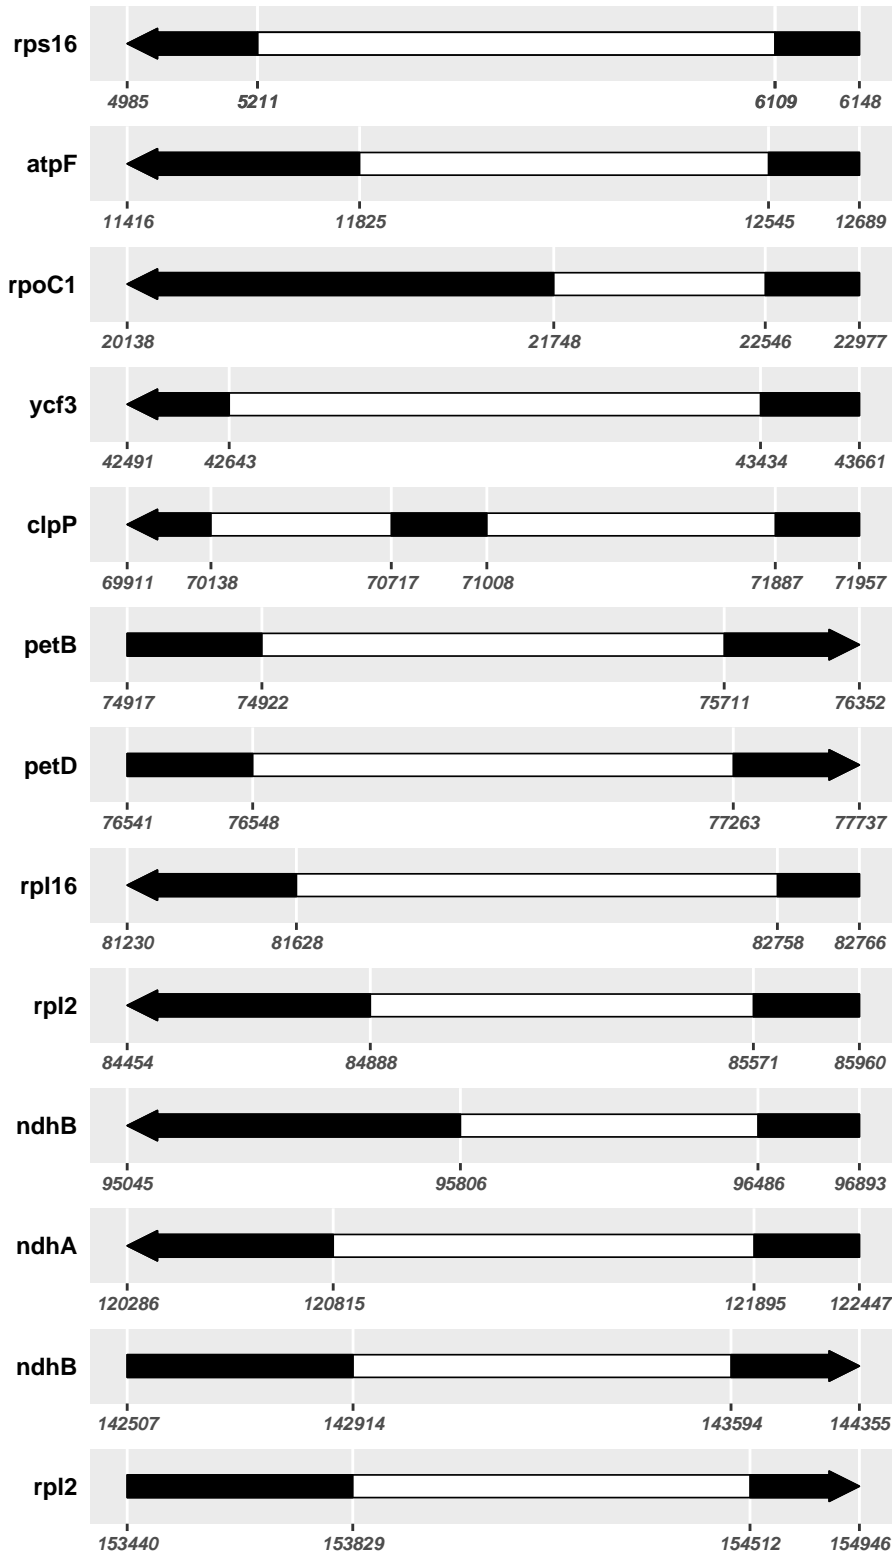 rps16
4985 5211 6109 6148
atpF
11416 11825 12545 12689
rpoC1
20138 21748 22546 22977
ycf3
42491 42643 43434 43661
clpP
69911 70138 70717 71008 71887 71957
petB
74917 74922 75711 76352
petD
76541 76548 77263 77737
rpl16
81230 81628 82758 82766
rpl2
84454 84888 85571 85960
ndhB
95045 95806 96486 96893
ndhA
120286 120815 121895 122447
ndhB
142507 142914 143594 144355
rpl2
153440 153829 154512 154946